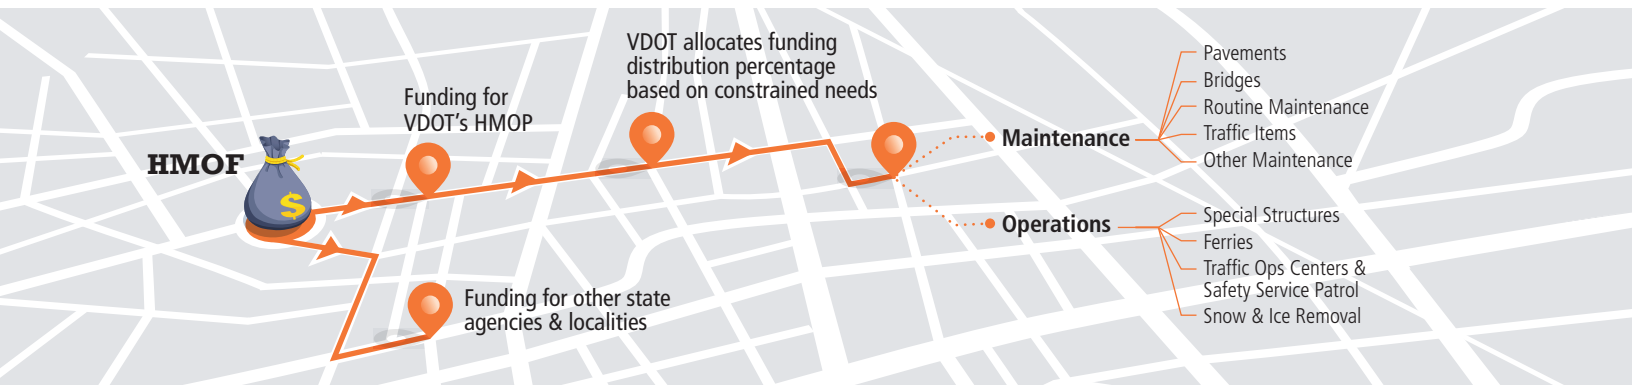 HMOF
$
Funding for
VDOT’s HMOP
VDOT allocates funding
distribution percentage
based on constrained needs
Funding for other state
agencies & localities
Maintenance
Pavements
Bridges
Routine Maintenance
Traffic Items
Other Maintenance
Operations
Special Structures
Ferries
Traffic Ops Centers &
Safety Service Patrol
Snow & Ice Removal